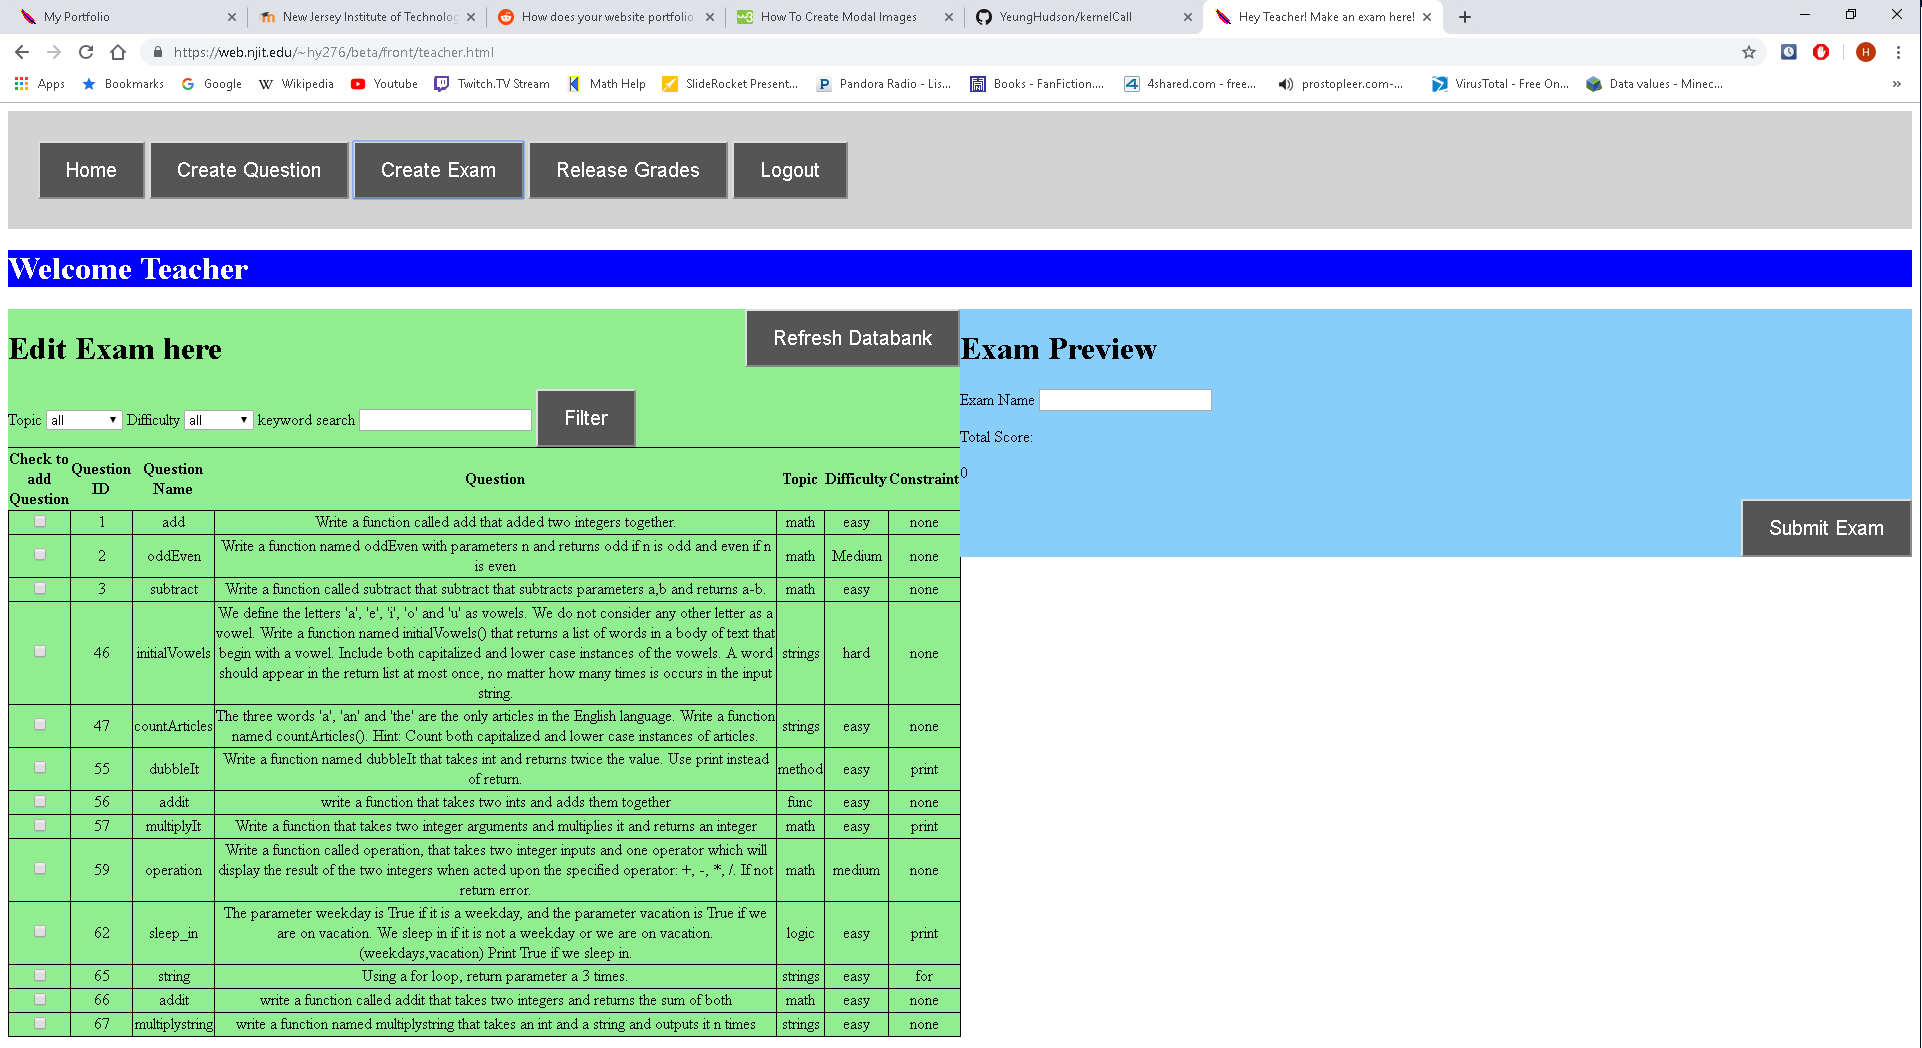 My Portfolio
New Jersey Institute of Technolog
How does your website portfolio
How To Create Modal Images
YeungHudson/kernelCall
Hey Teacher! Make an exam here!
https://web.njit.edu/~hy276/beta/front/teacher.html
H
Apps
Bookmarks
Google
Wikipedia
Youtube
Twitch.TV Stream
Math Help
SlideRocket Present...
Pandora Radio - Lis...
Books - FanFiction....
4shared.com - free...
prostopleer.com-...
VirusTotal - Free On...
Data values - Minec...
Home
Create Question
Create Exam
Release Grades
Logout
Welcome Teacher
Edit Exam here
Refresh Databank
Topic all Difficulty all keyword search Filter
Check to add Question Question ID Question Name Question Topic Difficulty Constraint
1 add Write a function called add that added two integers together. math easy none
2 oddEven Write a function named oddEven with parameters n and returns odd if n is odd and even if n
is even math Medium none
3 subtract Write a function called subtract that subtract that subtracts parameters a,b and returns a-b. math easy none
46 initialVowels We define the letters 'a', 'e', 'i', 'o' and 'u' as vowels. We do not consider any other letter as a
vowel. Write a function named initialVowels() that returns a list of words in a body of text that
begin with a vowel. Include both capitalized and lower case instances of the vowels. A word
should appear in the return list at most once, no matter how many times is occurs in the input
string. strings hard none
47 countArticles The three words 'a', 'an' and 'the' are the only articles in the English language. Write a function
named countArticles(). Hint: Count both capitalized and lower case instances of articles. strings easy none
55 dubbleIt Write a function named dubbleIt that takes int and returns twice the value. Use print instead
of return. method easy print
56 addit write a function that takes two ints and adds them together func easy none
57 multiplyIt Write a function that takes two integer arguments and multiplies it and returns an integer math easy print
59 operation Write a function called operation, that takes two integer inputs and one operator which will
display the result of the two integers when acted upon the specified operator: +, -, *, /. If not
return error. math medium none
62 sleep_in The parameter weekday is True if it is a weekday, and the parameter vacation is True if we
are on vacation. We sleep in if it is not a weekday or we are on vacation.
(weekdays,vacation) Print True if we sleep in. logic easy print
65 string Using a for loop, return parameter a 3 times. strings easy for
66 addit write a function called addit that takes two integers and returns the sum of both math easy none
67 multiplystring write a function named multiplystring that takes an int and a string and outputs it n times strings easy none
Exam Preview
Exam Name
Total Score:
0
Submit Exam